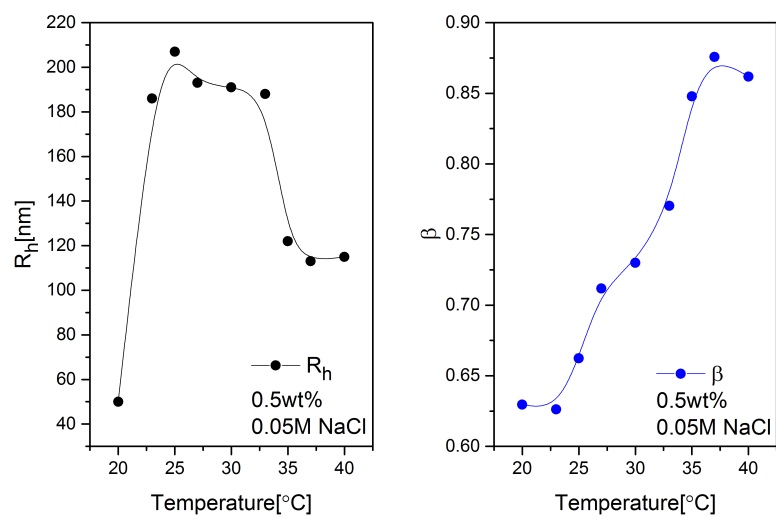 220
200
180
160
140
120
100
80
60
40
R_h[nm]
20 25 30 35 40
Temperature[°C]
R_h
0.5wt%
0.05M NaCl
0.90
0.85
0.80
0.75
0.70
0.65
0.60
β
20 25 30 35 40
Temperature[°C]
β
0.5wt%
0.05M NaCl